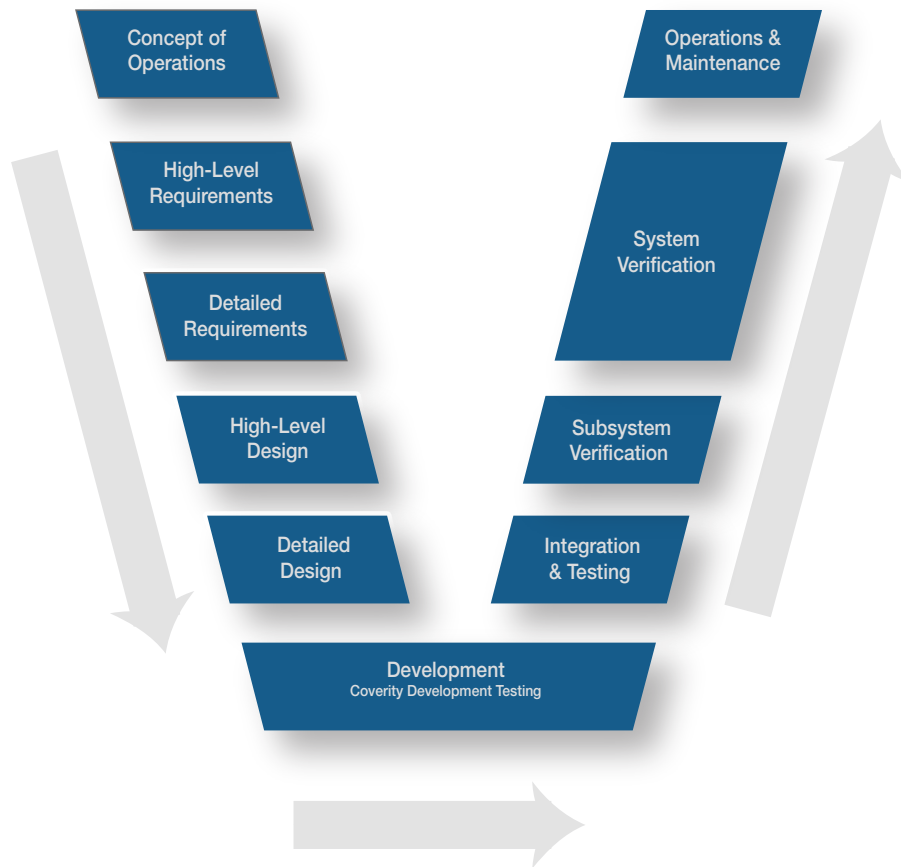 Concept of
Operations
High-Level
Requirements
Detailed
Requirements
High-Level
Design
Detailed
Design
Development
Coverity Development Testing
Integration
& Testing
Subsystem
Verification
System
Verification
Operations &
Maintenance